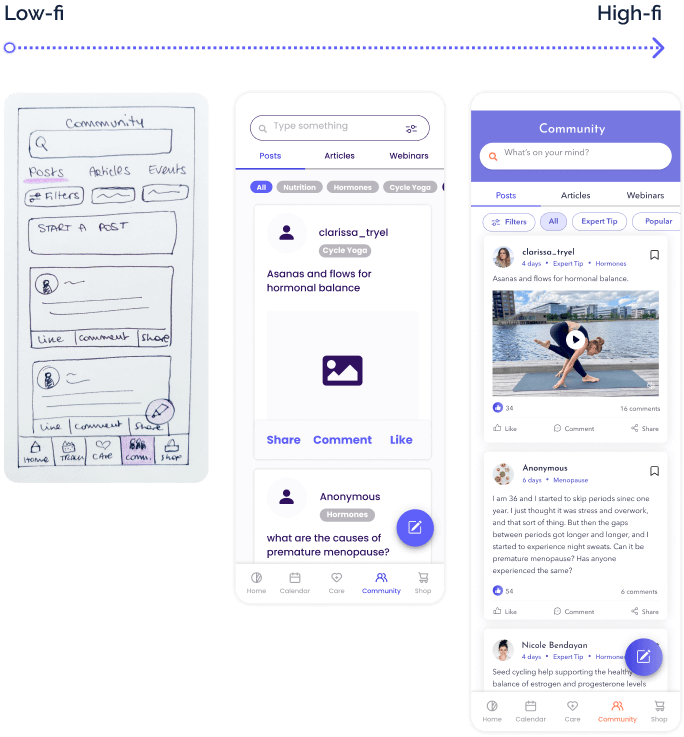 Low-fi
High-fi
Community
Posts Articles Events
Filters
START A POST
Like Comment Share
Like Comment Share
Home Track Care Comm. Shop
Type something
Posts Articles Webinars
All Nutrition Hormones Cycle Yoga
clarissa_tryel
Cycle Yoga
Asanas and flows for
hormonal balance
Share Comment Like
Anonymous
Hormones
what are the causes of
premature menopause?
Home Calendar Care Community Shop
Community
What's on your mind?
Posts Articles Webinars
Filters All Expert Tip Popular
clarissa_tryel
4 days • Expert Tip • Hormones
Asanas and flows for hormonal balance.
34 16 comments
Like Comment Share
Anonymous
6 days • Menopause
I am 36 and I started to skip periods sinec one
year. I just thought it was stress and overwork,
and that sort of thing. But then the gaps
between periods got longer and longer, and I
started to experience night sweats. Can it be
premature menopause? Has anyone
experienced the same?
54 6 comments
Like Comment Share
Nicole Bendayan
4 days • Expert Tip • Hormo
Seed cycling help supporting the healthy
balance of estrogen and progesterone levels
Home Calendar Care Community Shop